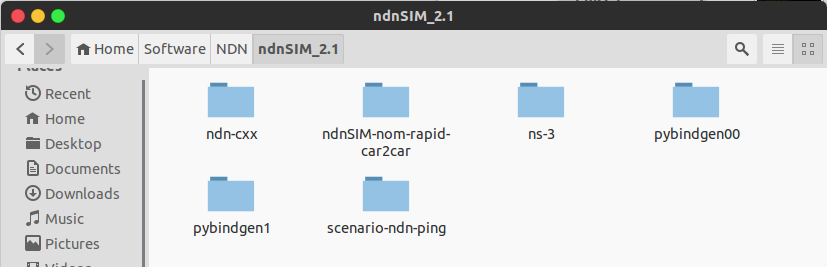 ndnSIM_2.1
Home Software NDN ndnSIM_2.1
Places
Recent
Home
Desktop
Documents
Downloads
Music
Pictures
Videos
ndn-cxx
ndnSIM-nom-rapid-
car2car
ns-3
pybindgen00
pybindgen1
scenario-ndn-ping